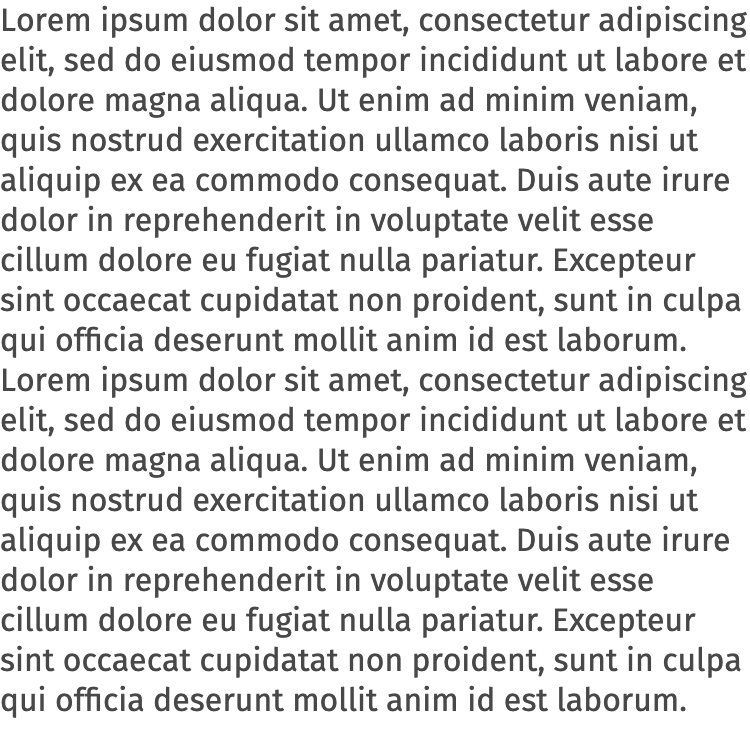 Lorem ipsum dolor sit amet, consectetur adipiscing
elit, sed do eiusmod tempor incididunt ut labore et
dolore magna aliqua. Ut enim ad minim veniam,
quis nostrud exercitation ullamco laboris nisi ut
aliquip ex ea commodo consequat. Duis aute irure
dolor in reprehenderit in voluptate velit esse
cillum dolore eu fugiat nulla pariatur. Excepteur
sint occaecat cupidatat non proident, sunt in culpa
qui officia deserunt mollit anim id est laborum.
Lorem ipsum dolor sit amet, consectetur adipiscing
elit, sed do eiusmod tempor incididunt ut labore et
dolore magna aliqua. Ut enim ad minim veniam,
quis nostrud exercitation ullamco laboris nisi ut
aliquip ex ea commodo consequat. Duis aute irure
dolor in reprehenderit in voluptate velit esse
cillum dolore eu fugiat nulla pariatur. Excepteur
sint occaecat cupidatat non proident, sunt in culpa
qui officia deserunt mollit anim id est laborum.